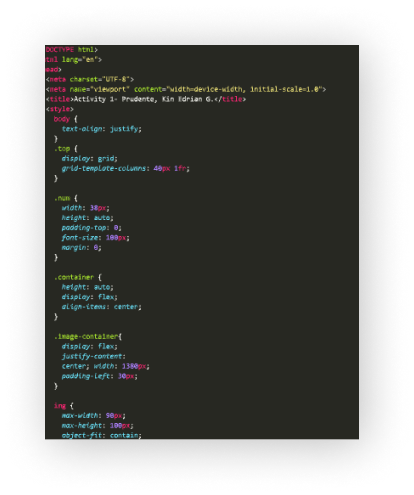 DOCTYPE html>
tml lang="en">
ead>
<meta charset="UTF-8">
<meta name="viewport" content="width=device-width, initial-scale=1.0">
<title>Activity 1- Prudente, Kin Edrian G.</title>
<style>
body {
text-align: justify;
}
.top {
display: grid;
grid-template-columns: 40px 1fr;
}
.num {
width: 30px;
height: auto;
padding-top: 0;
font-size: 100px;
margin: 0;
}
.container {
height: auto;
display: flex;
align-items: center;
}
.image-container{
display: flex;
justify-content:
center; width: 1300px;
padding-left: 30px;
}
img {
max-width: 90px;
max-height: 100px;
object-fit: contain;